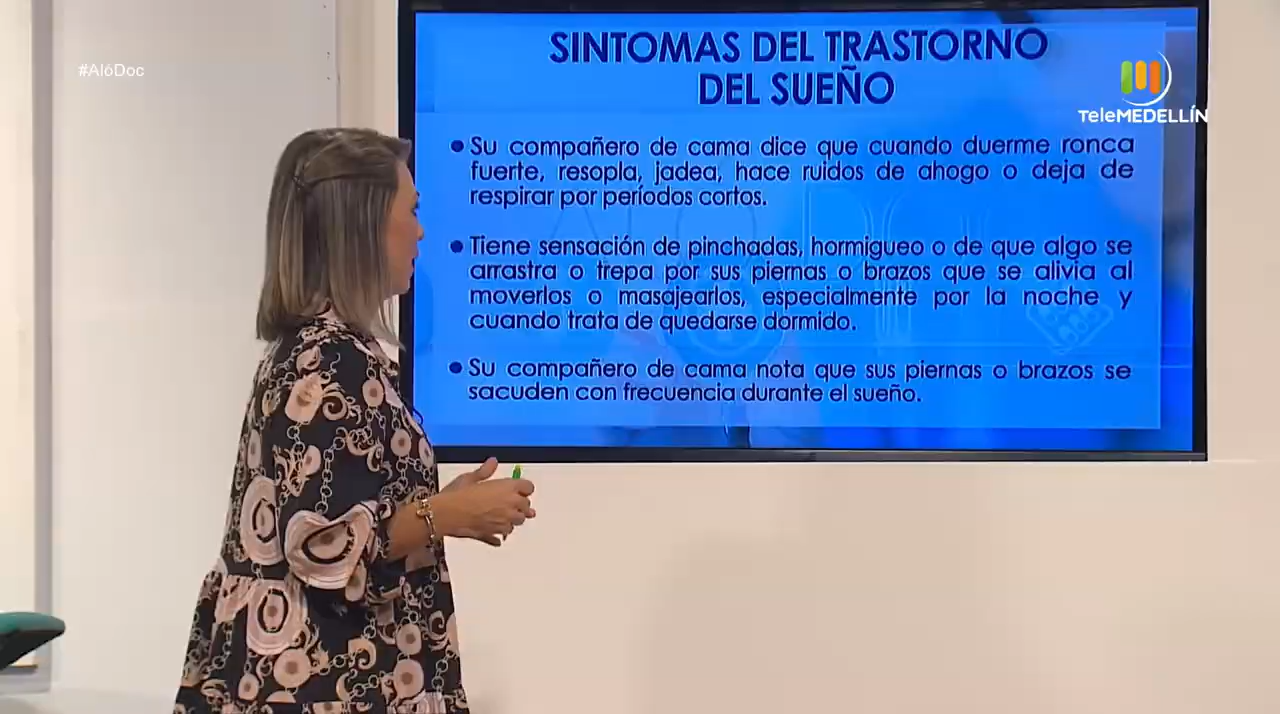 #AlóDoc
SINTOMAS DEL TRASTORNO
DEL SUEÑO
TeleMEDELLÍN
• Su compañero de cama dice que cuando duerme ronca
fuerte, resopla, jadea, hace ruidos de ahogo o deja de
respirar por períodos cortos.
• Tiene sensación de pinchadas, hormigueo o de que algo se
arrastra o trepa por sus piernas o brazos que se alivia al
moverlos o masajearlos, especialmente por la noche y
cuando trata de quedarse dormido.
• Su compañero de cama nota que sus piernas o brazos se
sacuden con frecuencia durante el sueño.